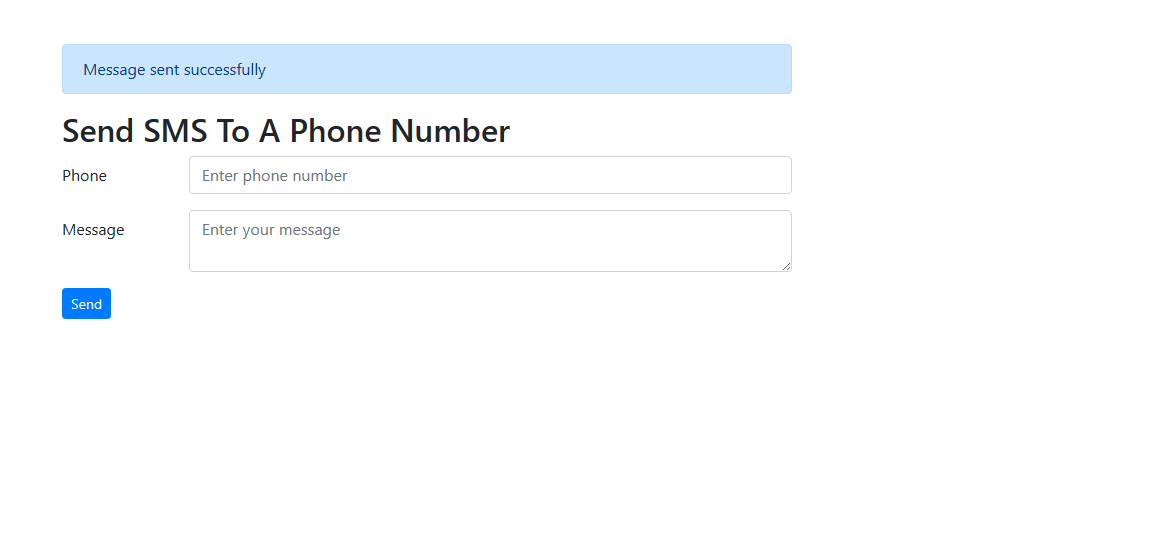 Message sent successfully
Send SMS To A Phone Number
Phone
Enter phone number
Message
Enter your message
Send